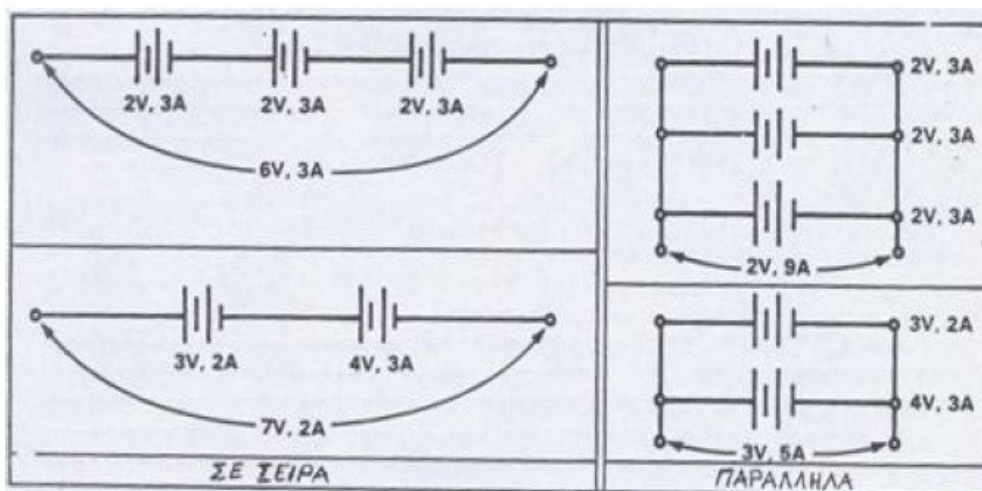 2V, 3A 2V, 3A 2V, 3A
6V, 3A
3V, 2A 4V, 3A
7V, 2A
ΣΕ ΣΕΙΡΑ
2V, 3A
2V, 3A
2V, 3A
2V, 9A
3V, 2A
4V, 3A
3V, 5A
ΠΑΡΑΛΛΗΛΑ